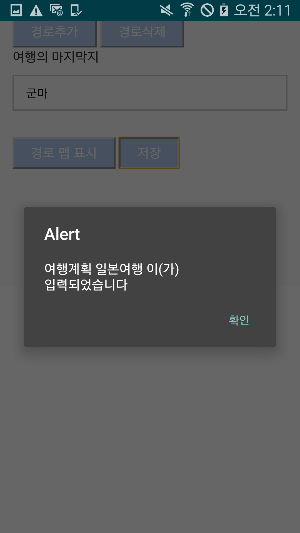 오전 2:11
경로추가 경로삭제
여행의 마지막지
군마
경로 맵 표시 저장
Alert
여행계획 일본여행 이(가)
입력되었습니다
확인